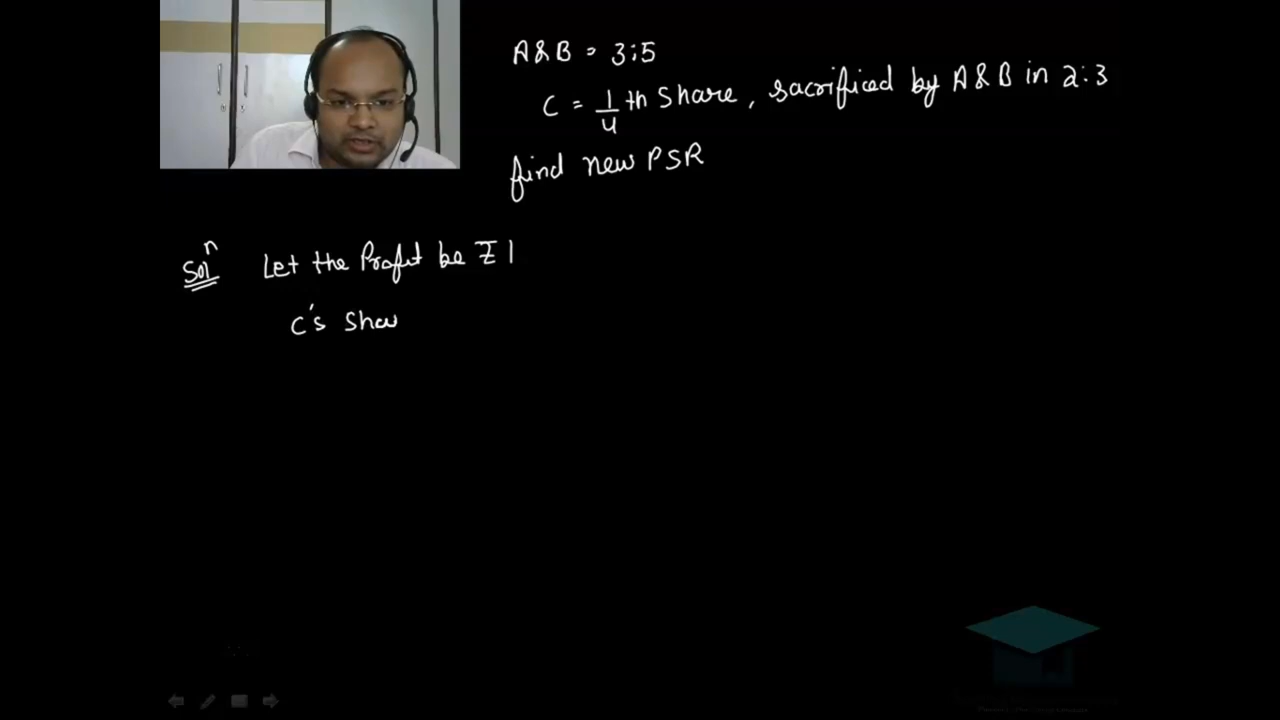 A & B = 3:5
C = 1/4 th Share, sacrificed by A & B in 2:3
find new PSR
Solⁿ Let the Profit be ₹ 1
C's Shar